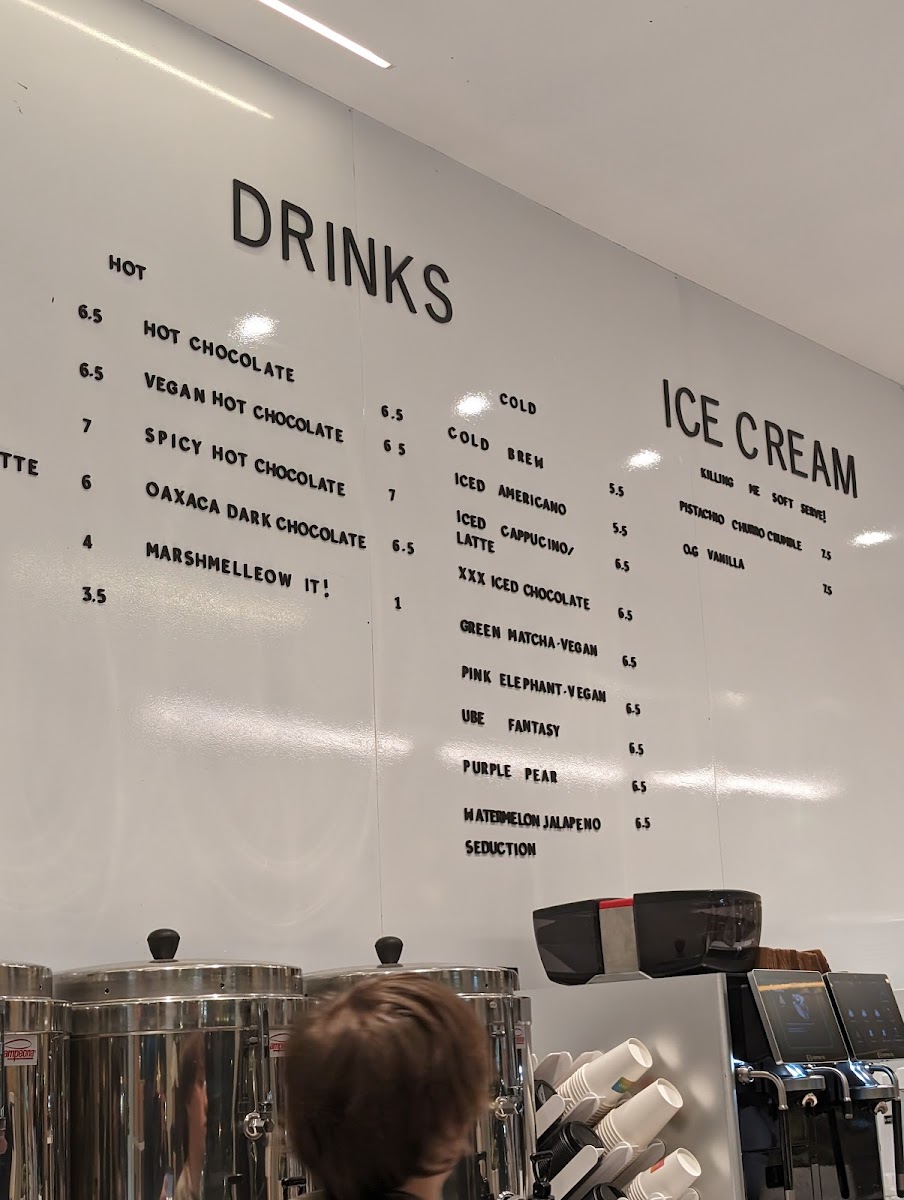 DRINKS
HOT
6.5
6.5
7
TTE 6
4
3.5
HOT CHOCOLATE 6.5
VEGAN HOT CHOCOLATE 6 5
SPICY HOT CHOCOLATE 7
OAXACA DARK CHOCOLATE 6.5
MARSHMELLEOW IT! 1
COLD
COLD BREW 5.5
ICED AMERICANO 5.5
ICED CAPPUCINO/ 6.5
LATTE
XXX ICED CHOCOLATE 6.5
GREEN MATCHA-VEGAN 6.5
PINK ELEPHANT-VEGAN 6.5
UBE FANTASY 6.5
PURPLE PEAR 6.5
WATERMELON JALAPENO 6.5
SEDUCTION
ICE CREAM
KILLING ME SOFT SERVE!
PISTACHIO CHURRO CRUMBLE 7.5
O.G VANILLA 7.5